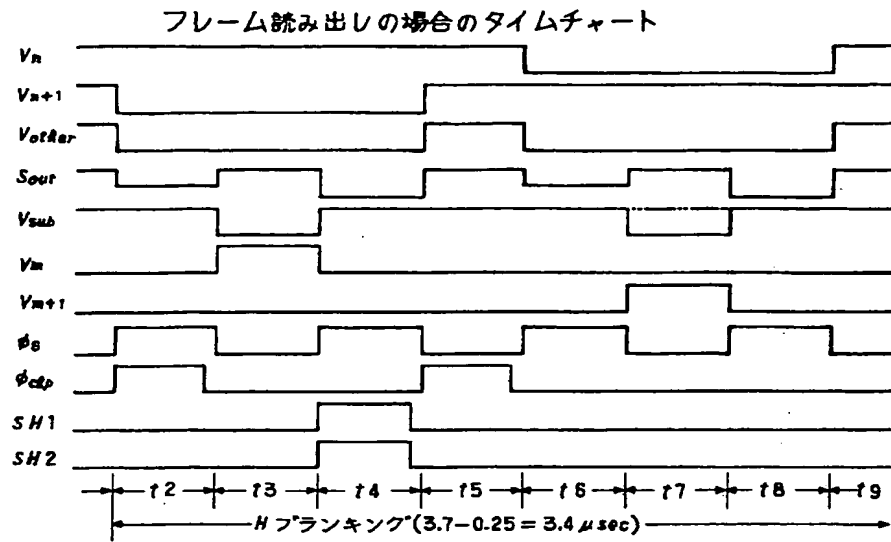 フレーム読み出しの場合のタイムチャート
Vn
Vn+1
Vother
Sout
Vsub
Vm
Vm+1
φs
φclp
SH1
SH2
t2 t3 t4 t5 t6 t7 t8 t9
Hブランキング(3.7-0.25=3.4μsec)